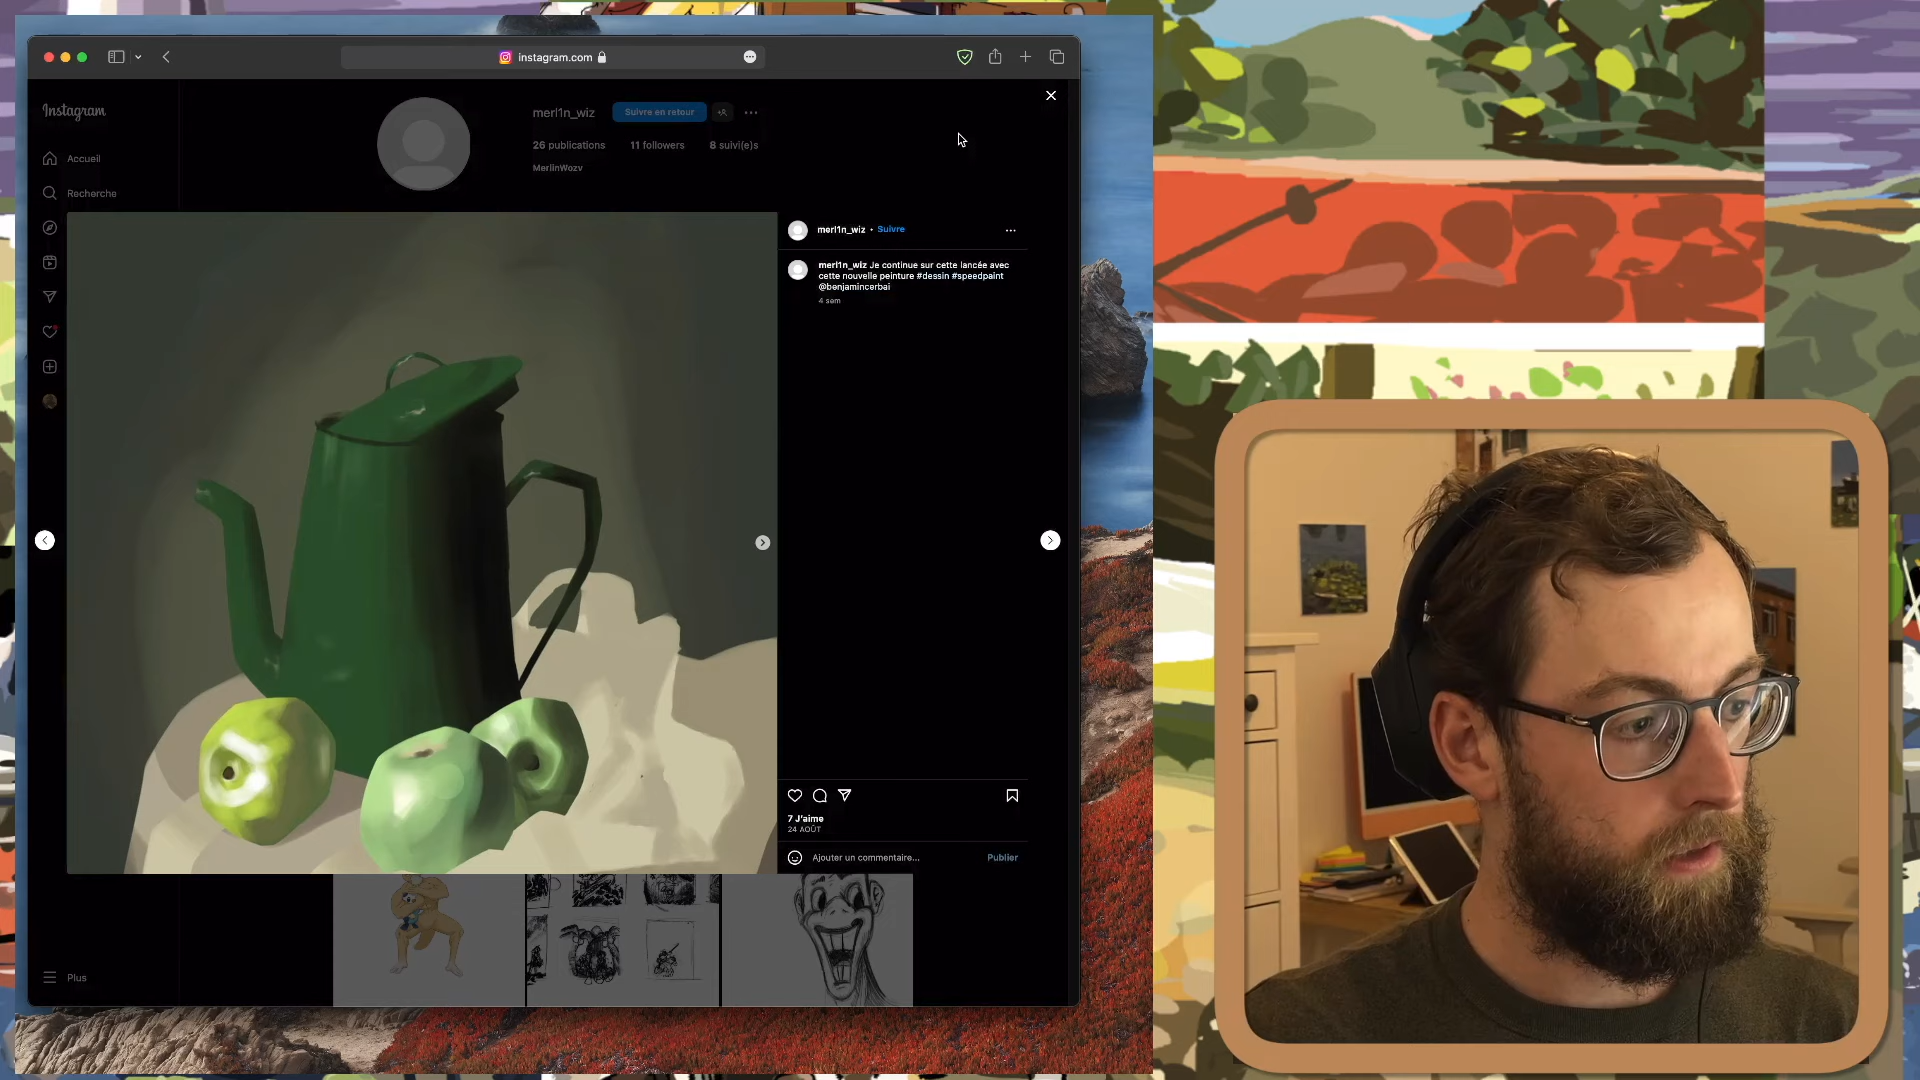 instagram.com
Instagram
merl1n_wiz
Suivre en retour
26 publications
11 followers
8 suivi(e)s
MerlinWozv
Accueil
Recherche
merl1n_wiz • Suivre
merl1n_wiz Je continue sur cette lancée avec
cette nouvelle peinture #dessin #speedpaint
@benjamincerbai
4 sem
7 J'aime
24 AOÛT
Ajouter un commentaire...
Publier
Plus